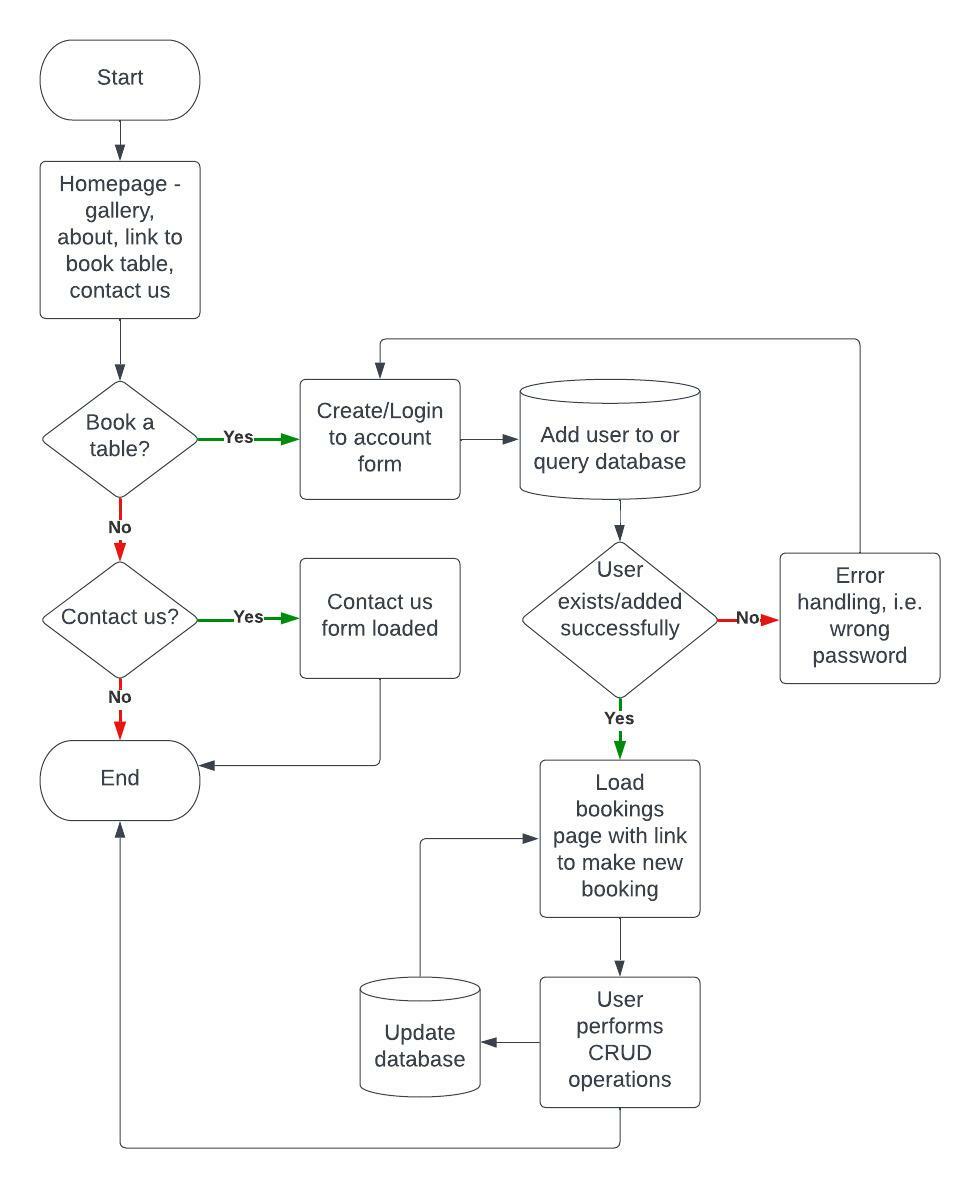 Start
Homepage -
gallery,
about, link to
book table,
contact us
Book a
table?
Yes
Create/Login
to account
form
Add user to or
query database
No
Contact us?
Yes
Contact us
form loaded
User
exists/added
successfully
No
Error
handling, i.e.
wrong
password
No
Yes
End
Load
bookings
page with link
to make new
booking
Update
database
User
performs
CRUD
operations